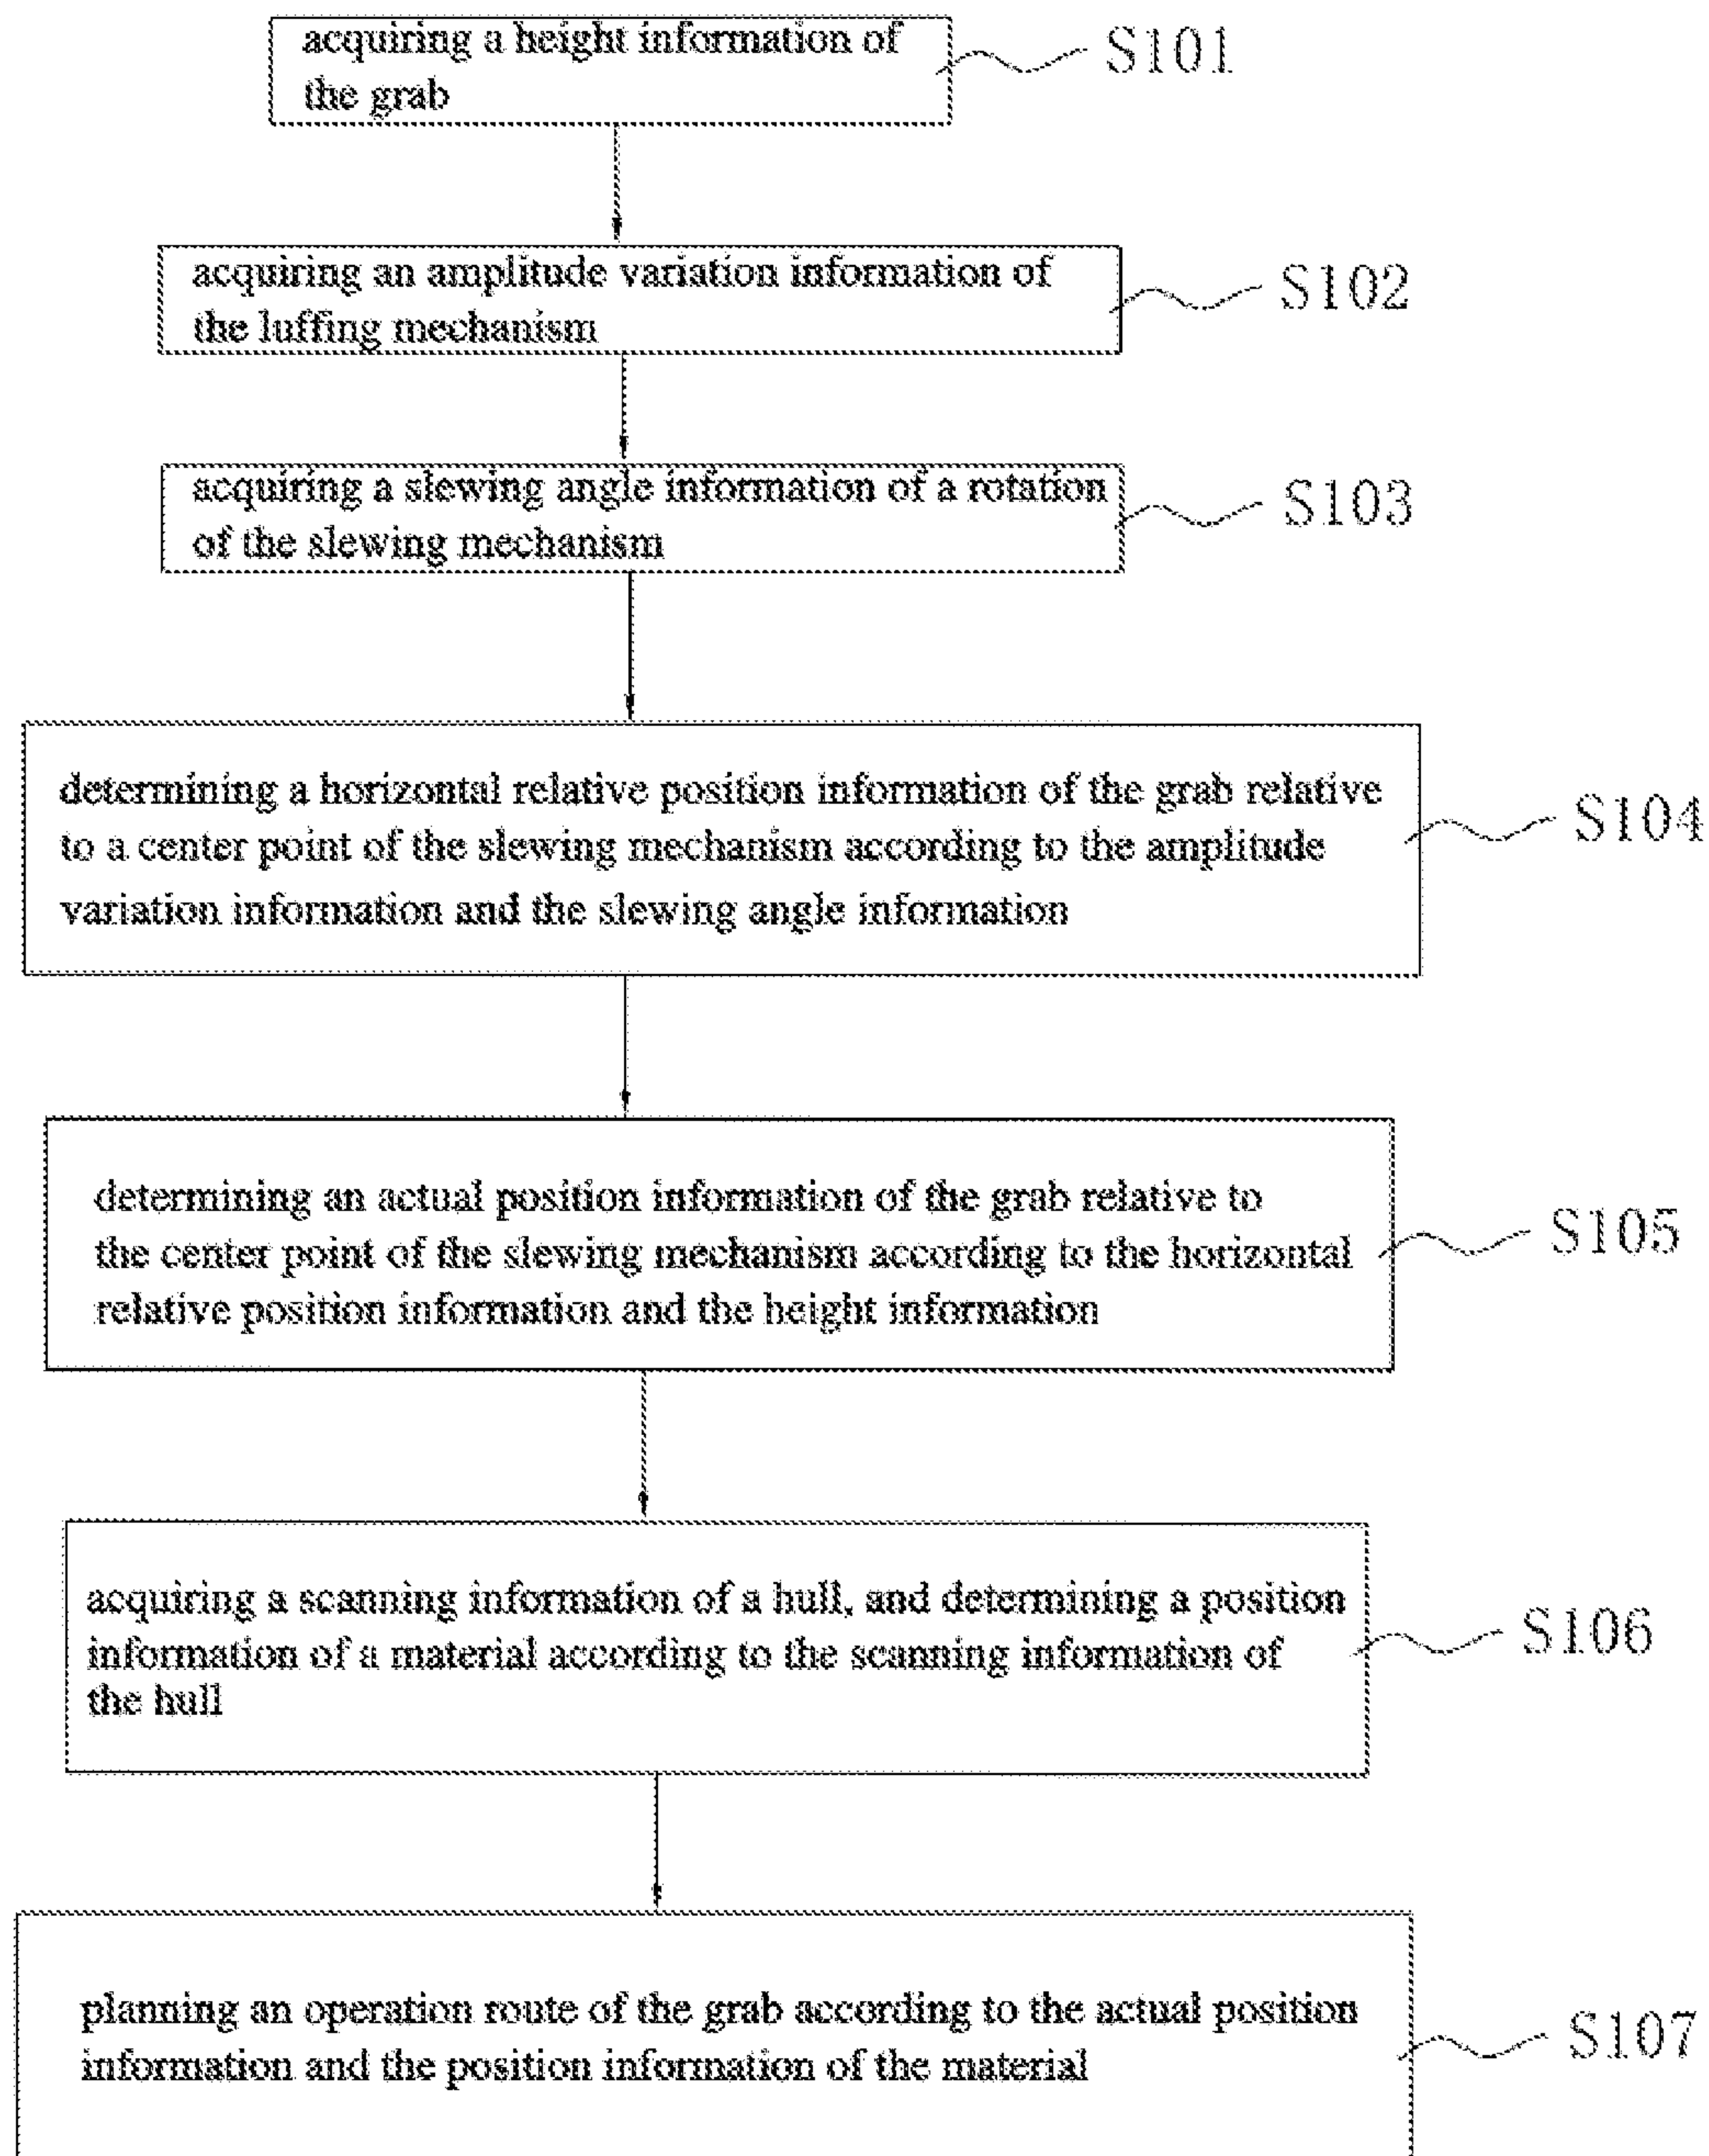 acquiring a height information of
the grab
S101
acquiring an amplitude variation information of
the luffing mechanism
S102
acquiring a slewing angle information of a rotation
of the slewing mechanism
S103
determining a horizontal relative position information of the grab relative
to a center point of the slewing mechanism according to the amplitude
variation information and the slewing angle information
S104
determining an actual position information of the grab relative to
the center point of the slewing mechanism according to the horizontal
relative position information and the height information
S105
acquiring a scanning information of a hull, and determining a position
information of a material according to the scanning information of
the hull
S106
planning an operation route of the grab according to the actual position
information and the position information of the material
S107